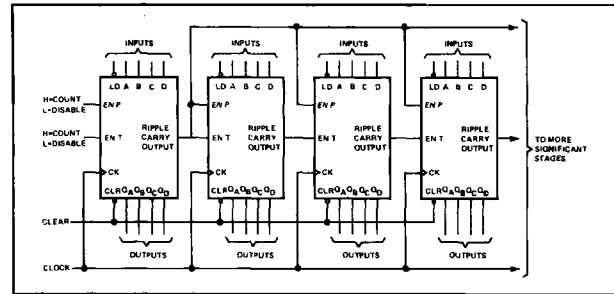 INPUTS INPUTS INPUTS INPUTS
LD A B C D LD A B C D LD A B C D LD A B C D
H=COUNT
L=DISABLE
EN P EN P EN P EN P
H=COUNT
L=DISABLE
EN T RIPPLE CARRY OUTPUT EN T RIPPLE CARRY OUTPUT EN T RIPPLE CARRY OUTPUT EN T RIPPLE CARRY OUTPUT
TO MORE
SIGNIFICANT
STAGES
CK CK CK CK
CLR QA QB QC QD CLR QA QB QC QD CLR QA QB QC QD CLR QA QB QC QD
CLEAR
OUTPUTS OUTPUTS OUTPUTS OUTPUTS
CLOCK